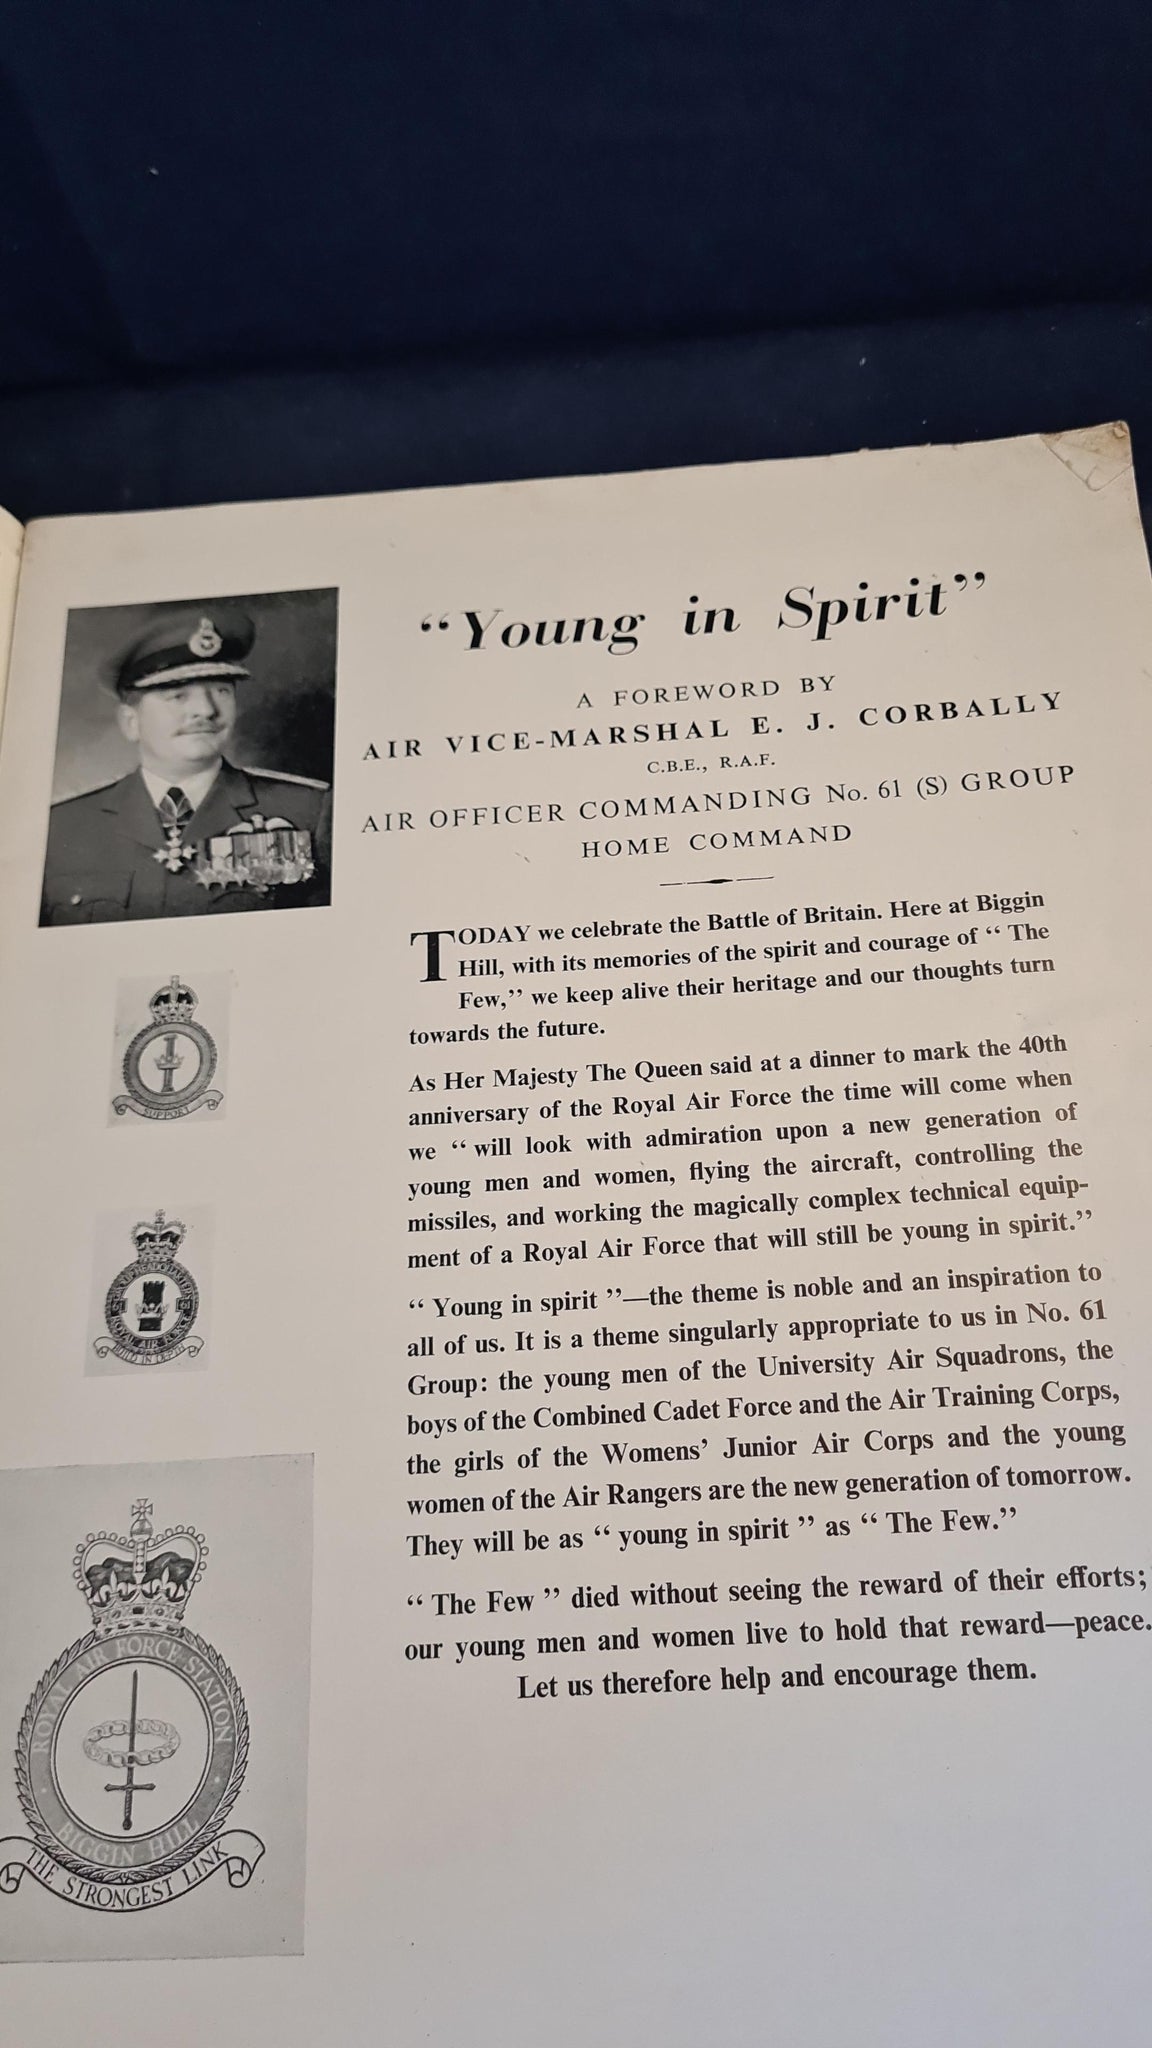 “Young in Spirit”
A FOREWORD BY
AIR VICE-MARSHAL E. J. CORBALLY
C.B.E., R.A.F.
AIR OFFICER COMMANDING No. 61 (S) GROUP
HOME COMMAND
TODAY we celebrate the Battle of Britain. Here at Biggin
Hill, with its memories of the spirit and courage of “ The
Few,” we keep alive their heritage and our thoughts turn
towards the future.
As Her Majesty The Queen said at a dinner to mark the 40th
anniversary of the Royal Air Force the time will come when
we “ will look with admiration upon a new generation of
young men and women, flying the aircraft, controlling the
missiles, and working the magically complex technical equip-
ment of a Royal Air Force that will still be young in spirit.”
“ Young in spirit ”—the theme is noble and an inspiration to
all of us. It is a theme singularly appropriate to us in No. 61
Group: the young men of the University Air Squadrons, the
boys of the Combined Cadet Force and the Air Training Corps,
the girls of the Womens’ Junior Air Corps and the young
women of the Air Rangers are the new generation of tomorrow.
They will be as “ young in spirit ” as “ The Few.”
“ The Few ” died without seeing the reward of their efforts;
our young men and women live to hold that reward—peace.
Let us therefore help and encourage them.
SUPPORT
GROUP HEADQUARTERS
ROYAL AIR FORCE
BUILD IN DEPTH
ROYAL AIR FORCE STATION
BIGGIN HILL
THE STRONGEST LINK